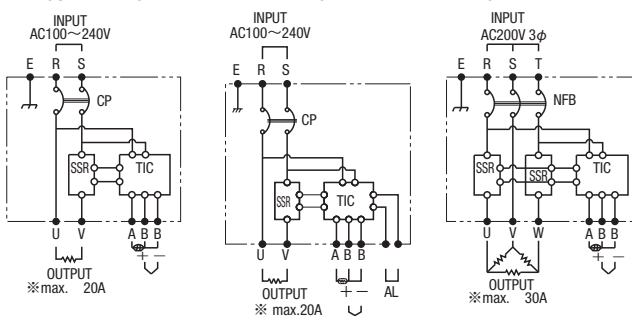 INPUT
AC100～240V
E R S
CP
SSR
TIC
U V A B B
+ −
OUTPUT
※max. 20A
INPUT
AC100～240V
E R S
CP
SSR
TIC
U V A B B
+ −
AL
OUTPUT
※ max.20A
INPUT
AC200V 3φ
E R S T
NFB
SSR
SSR
TIC
U V W A B B
+ −
OUTPUT
※max. 30A